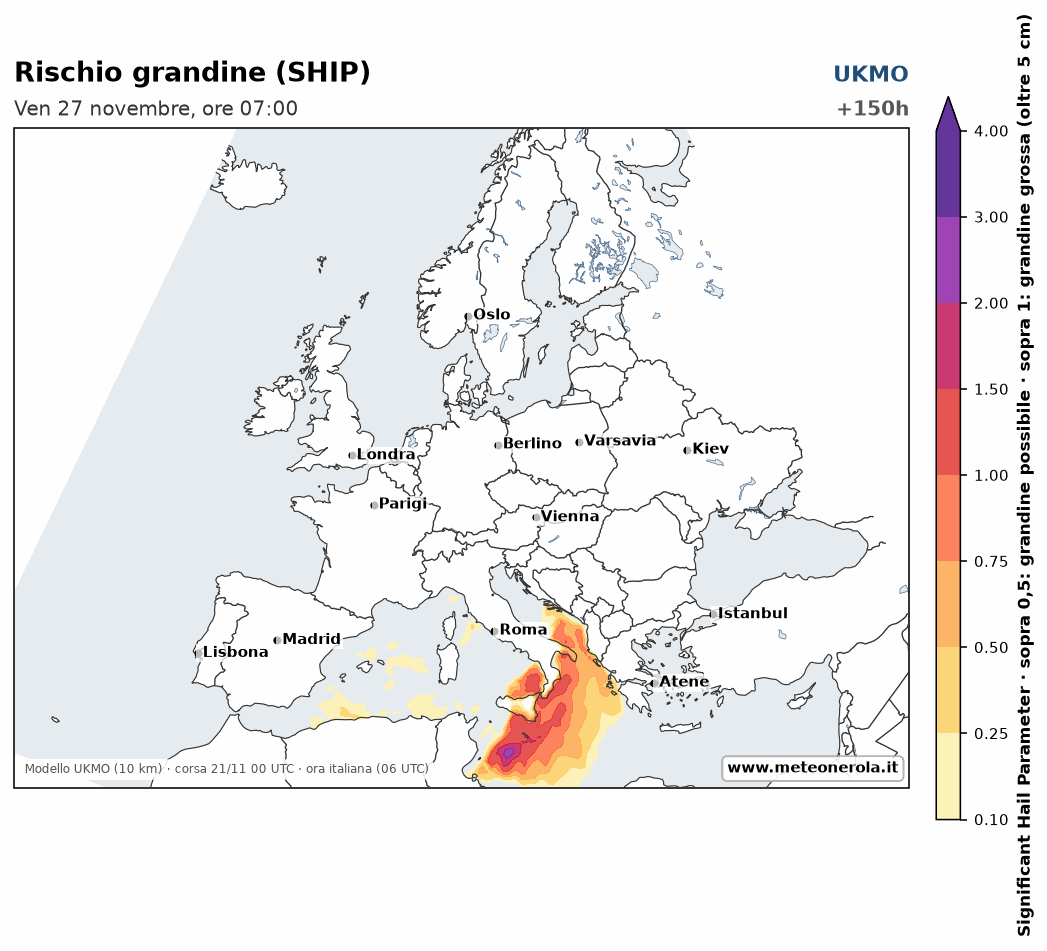 Rischio grandine (SHIP)
UKMO
Ven 27 novembre, ore 07:00
+150h
Oslo
Berlino
Varsavia
Kiev
Londra
Parigi
Vienna
Istanbul
Roma
Madrid
Lisbona
Atene
Modello UKMO (10 km) · corsa 21/11 00 UTC · ora italiana (06 UTC)
www.meteonerola.it
4.00
3.00
2.00
1.50
1.00
0.75
0.50
0.25
0.10
Significant Hail Parameter · sopra 0,5: grandine possibile · sopra 1: grandine grossa (oltre 5 cm)